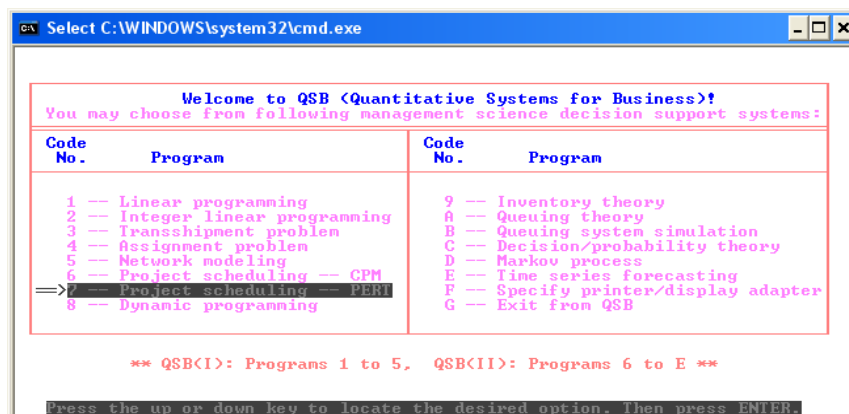 Select C:\WINDOWS\system32\cmd.exe
Welcome to QSB (Quantitative Systems for Business)!
You may choose from following management science decision support systems:
Code
No. Program
1 -- Linear programming
2 -- Integer linear programming
3 -- Transshipment problem
4 -- Assignment problem
5 -- Network modeling
6 -- Project scheduling -- CPM
==>7 -- Project scheduling -- PERT
8 -- Dynamic programming
Code
No. Program
9 -- Inventory theory
A -- Queuing theory
B -- Queuing system simulation
C -- Decision/probability theory
D -- Markov process
E -- Time series forecasting
F -- Specify printer/display adapter
G -- Exit from QSB
** QSB(I): Programs 1 to 5, QSB(II): Programs 6 to E **
Press the up or down key to locate the desired option. Then press ENTER.